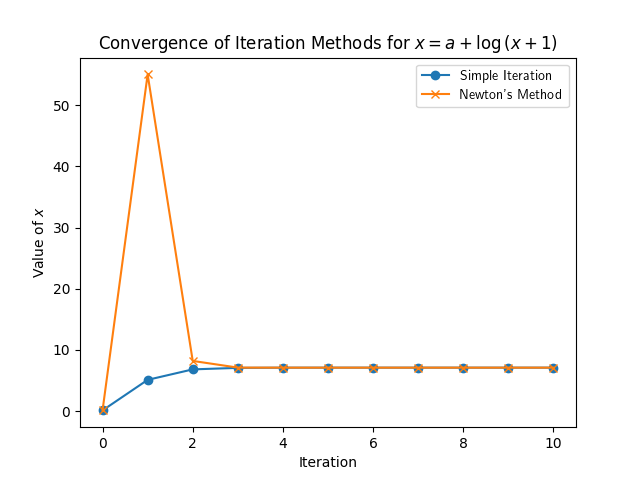 Convergence of Iteration Methods for x = a + log (x + 1)
Simple Iteration
Newton's Method
50
40
30
20
10
0
Value of x
0 2 4 6 8 10
Iteration